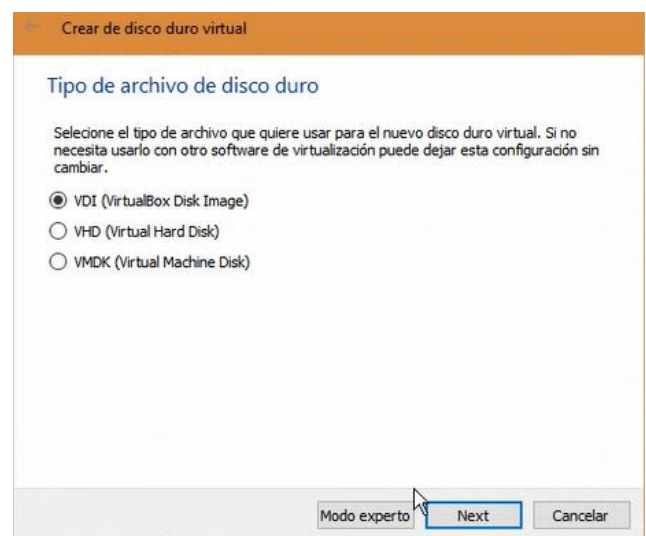 Crear de disco duro virtual
Tipo de archivo de disco duro
Selecione el tipo de archivo que quiere usar para el nuevo disco duro virtual. Si no
necesita usarlo con otro software de virtualización puede dejar esta configuración sin
cambiar.
VDI (VirtualBox Disk Image)
VHD (Virtual Hard Disk)
VMDK (Virtual Machine Disk)
Modo experto Next Cancelar